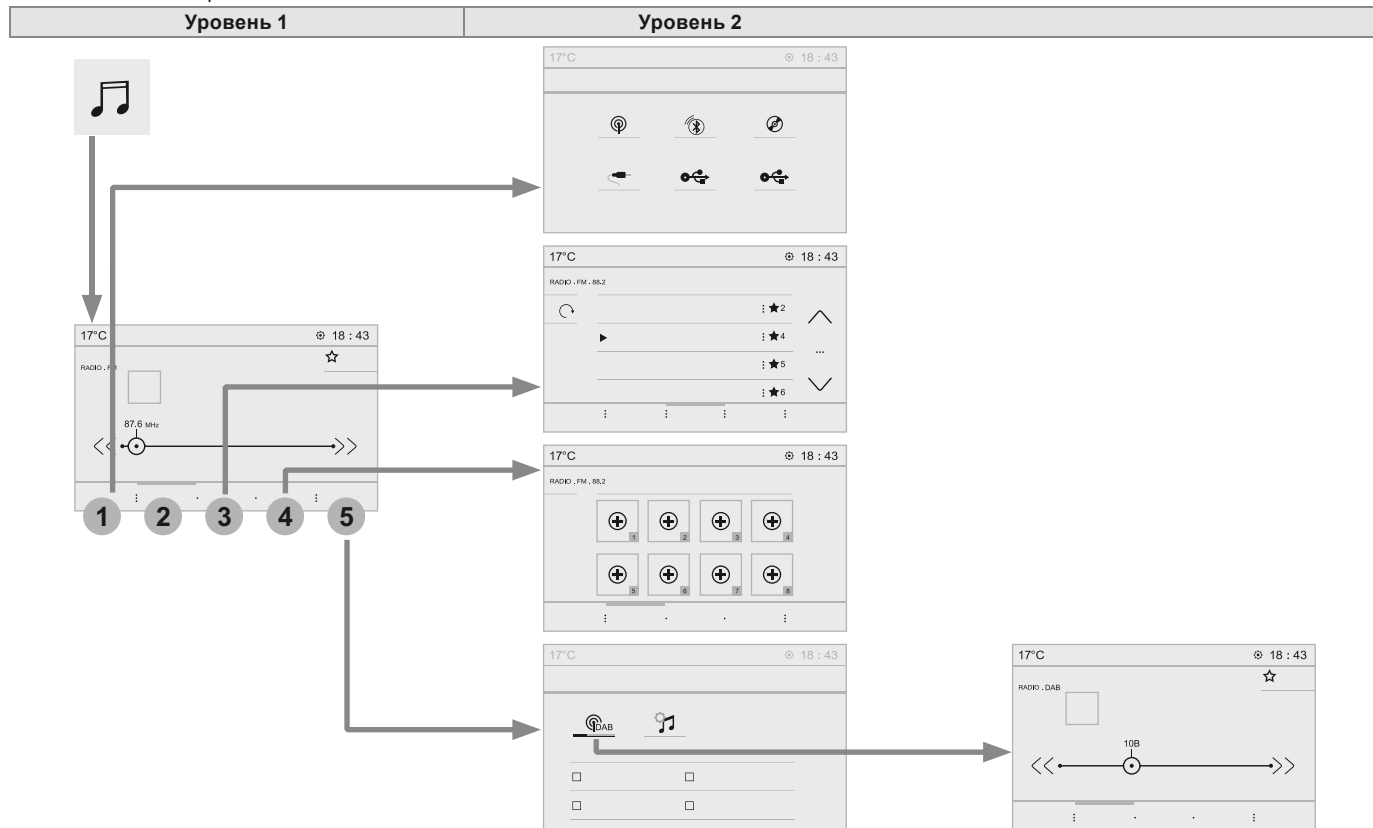 Уровень 1
Уровень 2
17°C 18 : 43
17°C 18 : 43
RADIO . FM . 88.2
2
4
...
5
6
17°C 18 : 43
87.6 MHz
1 2 3 4 5
17°C 18 : 43
RADIO . FM . 88.2
1 2 3 4
5 6 7 8
17°C 18 : 43
DAB
17°C 18 : 43
RADIO . DAB
10B